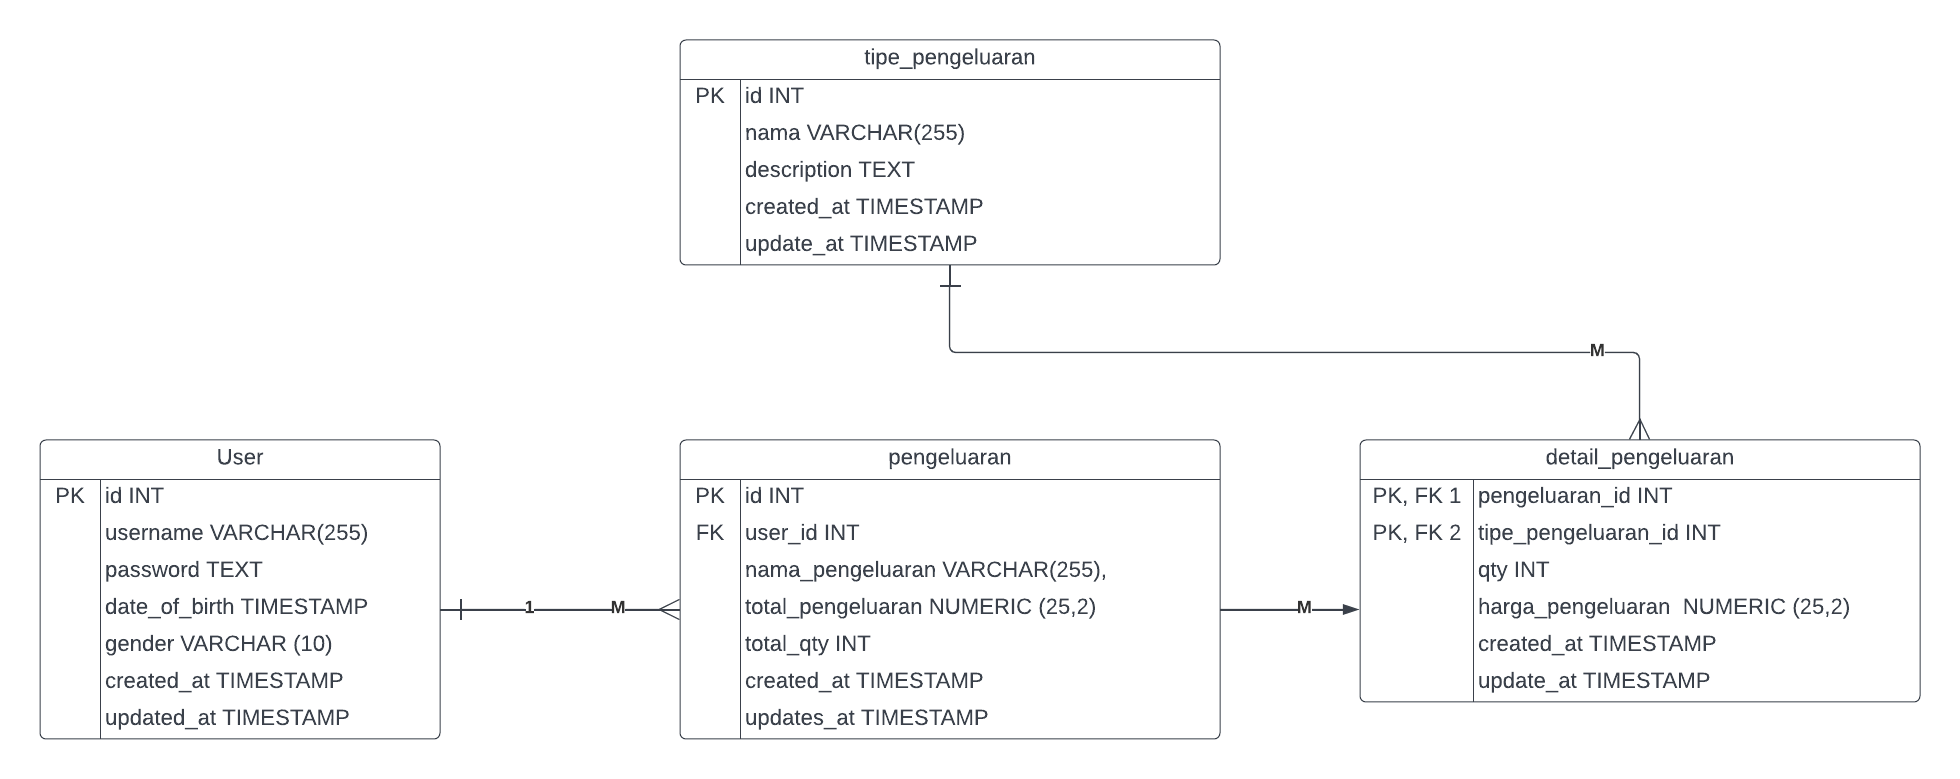 tipe_pengeluaran
PK id INT
nama VARCHAR(255)
description TEXT
created_at TIMESTAMP
update_at TIMESTAMP
M
User
PK id INT
username VARCHAR(255)
password TEXT
date_of_birth TIMESTAMP
gender VARCHAR (10)
created_at TIMESTAMP
updated_at TIMESTAMP
1 M
pengeluaran
PK id INT
FK user_id INT
nama_pengeluaran VARCHAR(255),
total_pengeluaran NUMERIC (25,2)
total_qty INT
created_at TIMESTAMP
updates_at TIMESTAMP
M
detail_pengeluaran
PK, FK 1 pengeluaran_id INT
PK, FK 2 tipe_pengeluaran_id INT
qty INT
harga_pengeluaran  NUMERIC (25,2)
created_at TIMESTAMP
update_at TIMESTAMP